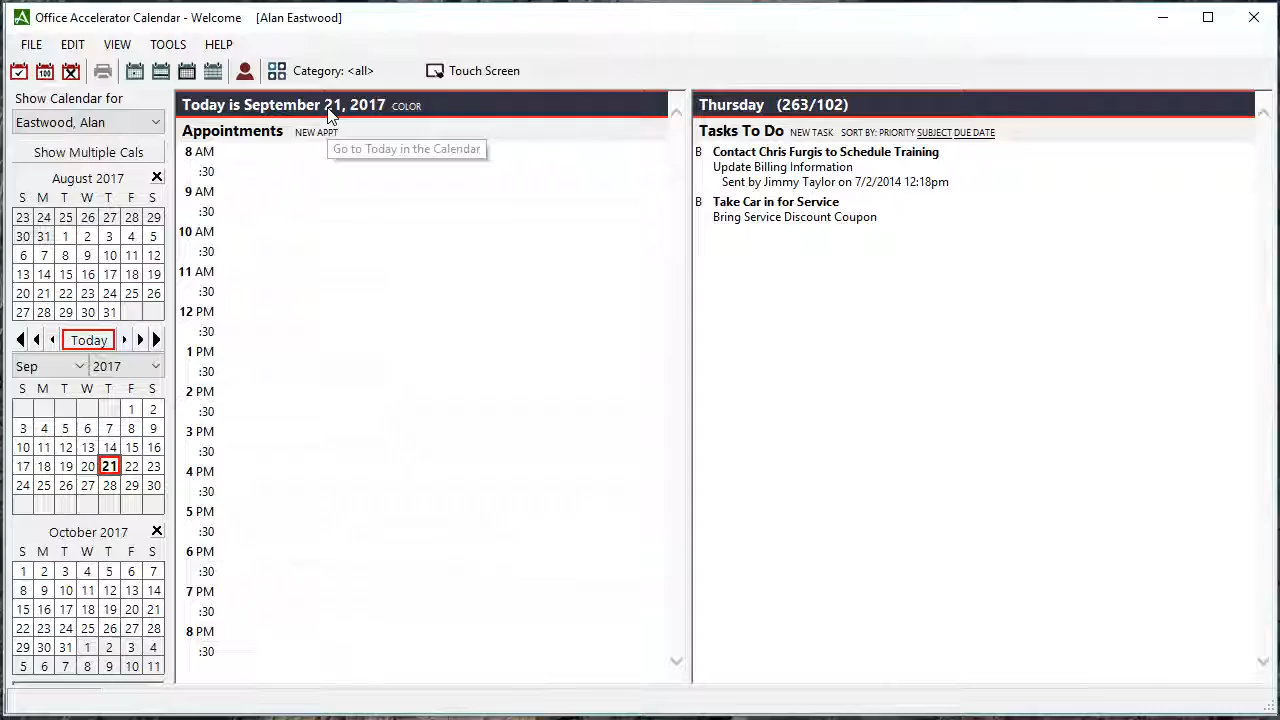 Office Accelerator Calendar - Welcome [Alan Eastwood]
FILE EDIT VIEW TOOLS HELP
100 Category: <all> Touch Screen
Show Calendar for
Eastwood, Alan
Show Multiple Cals
August 2017
S M T W T F S
23 24 25 26 27 28 29
30 31 1 2 3 4 5
6 7 8 9 10 11 12
13 14 15 16 17 18 19
20 21 22 23 24 25 26
27 28 29 30 31
Today
Sep 2017
S M T W T F S
1 2
3 4 5 6 7 8 9
10 11 12 13 14 15 16
17 18 19 20 21 22 23
24 25 26 27 28 29 30
October 2017
S M T W T F S
1 2 3 4 5 6 7
8 9 10 11 12 13 14
15 16 17 18 19 20 21
22 23 24 25 26 27 28
29 30 31 1 2 3 4
5 6 7 8 9 10 11
Today is September 21, 2017 COLOR
Appointments NEW APPT
Go to Today in the Calendar
8 AM
:30
9 AM
:30
10 AM
:30
11 AM
:30
12 PM
:30
1 PM
:30
2 PM
:30
3 PM
:30
4 PM
:30
5 PM
:30
6 PM
:30
7 PM
:30
8 PM
:30
Thursday (263/102)
Tasks To Do NEW TASK SORT BY: PRIORITY SUBJECT DUE DATE
B Contact Chris Furgis to Schedule Training
Update Billing Information
Sent by Jimmy Taylor on 7/2/2014 12:18pm
B Take Car in for Service
Bring Service Discount Coupon